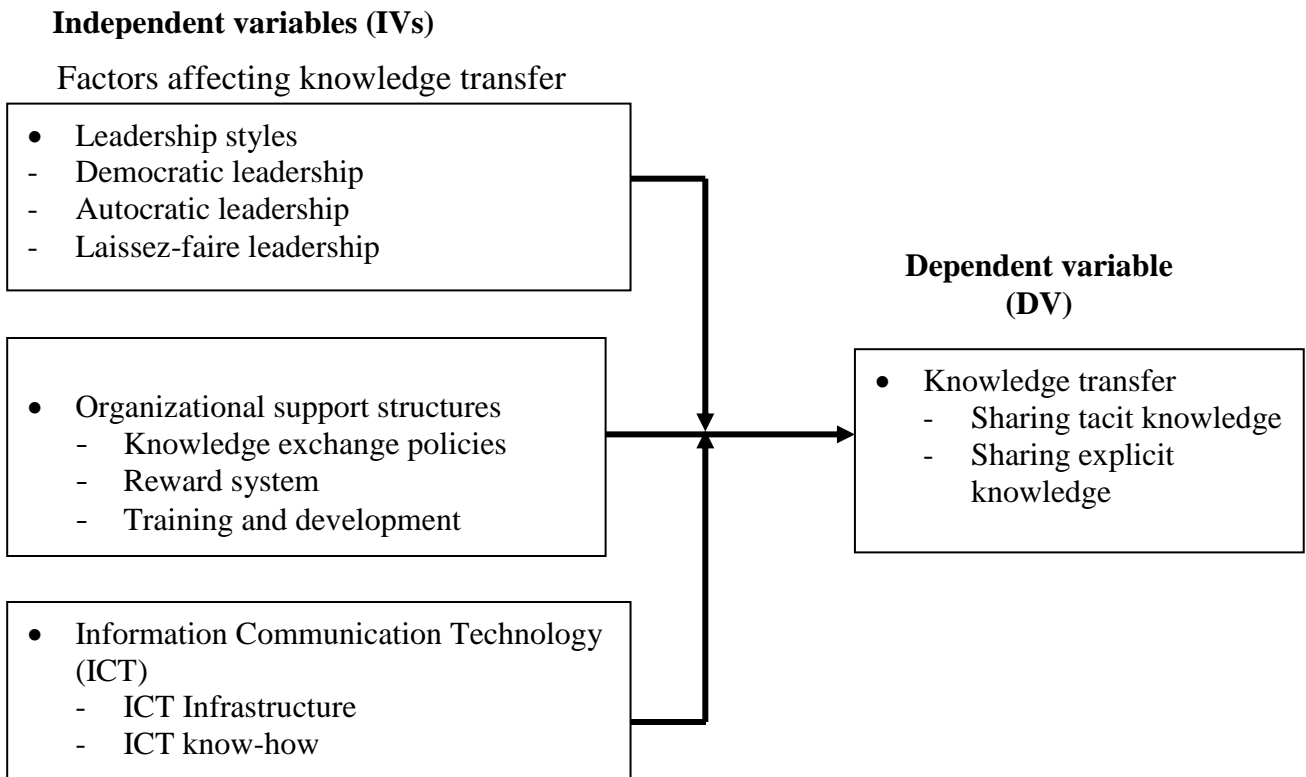 Independent variables (IVs)
Factors affecting knowledge transfer
• Leadership styles
- Democratic leadership
- Autocratic leadership
- Laissez-faire leadership
• Organizational support structures
- Knowledge exchange policies
- Reward system
- Training and development
• Information Communication Technology
(ICT)
- ICT Infrastructure
- ICT know-how
Dependent variable
(DV)
• Knowledge transfer
- Sharing tacit knowledge
- Sharing explicit
knowledge